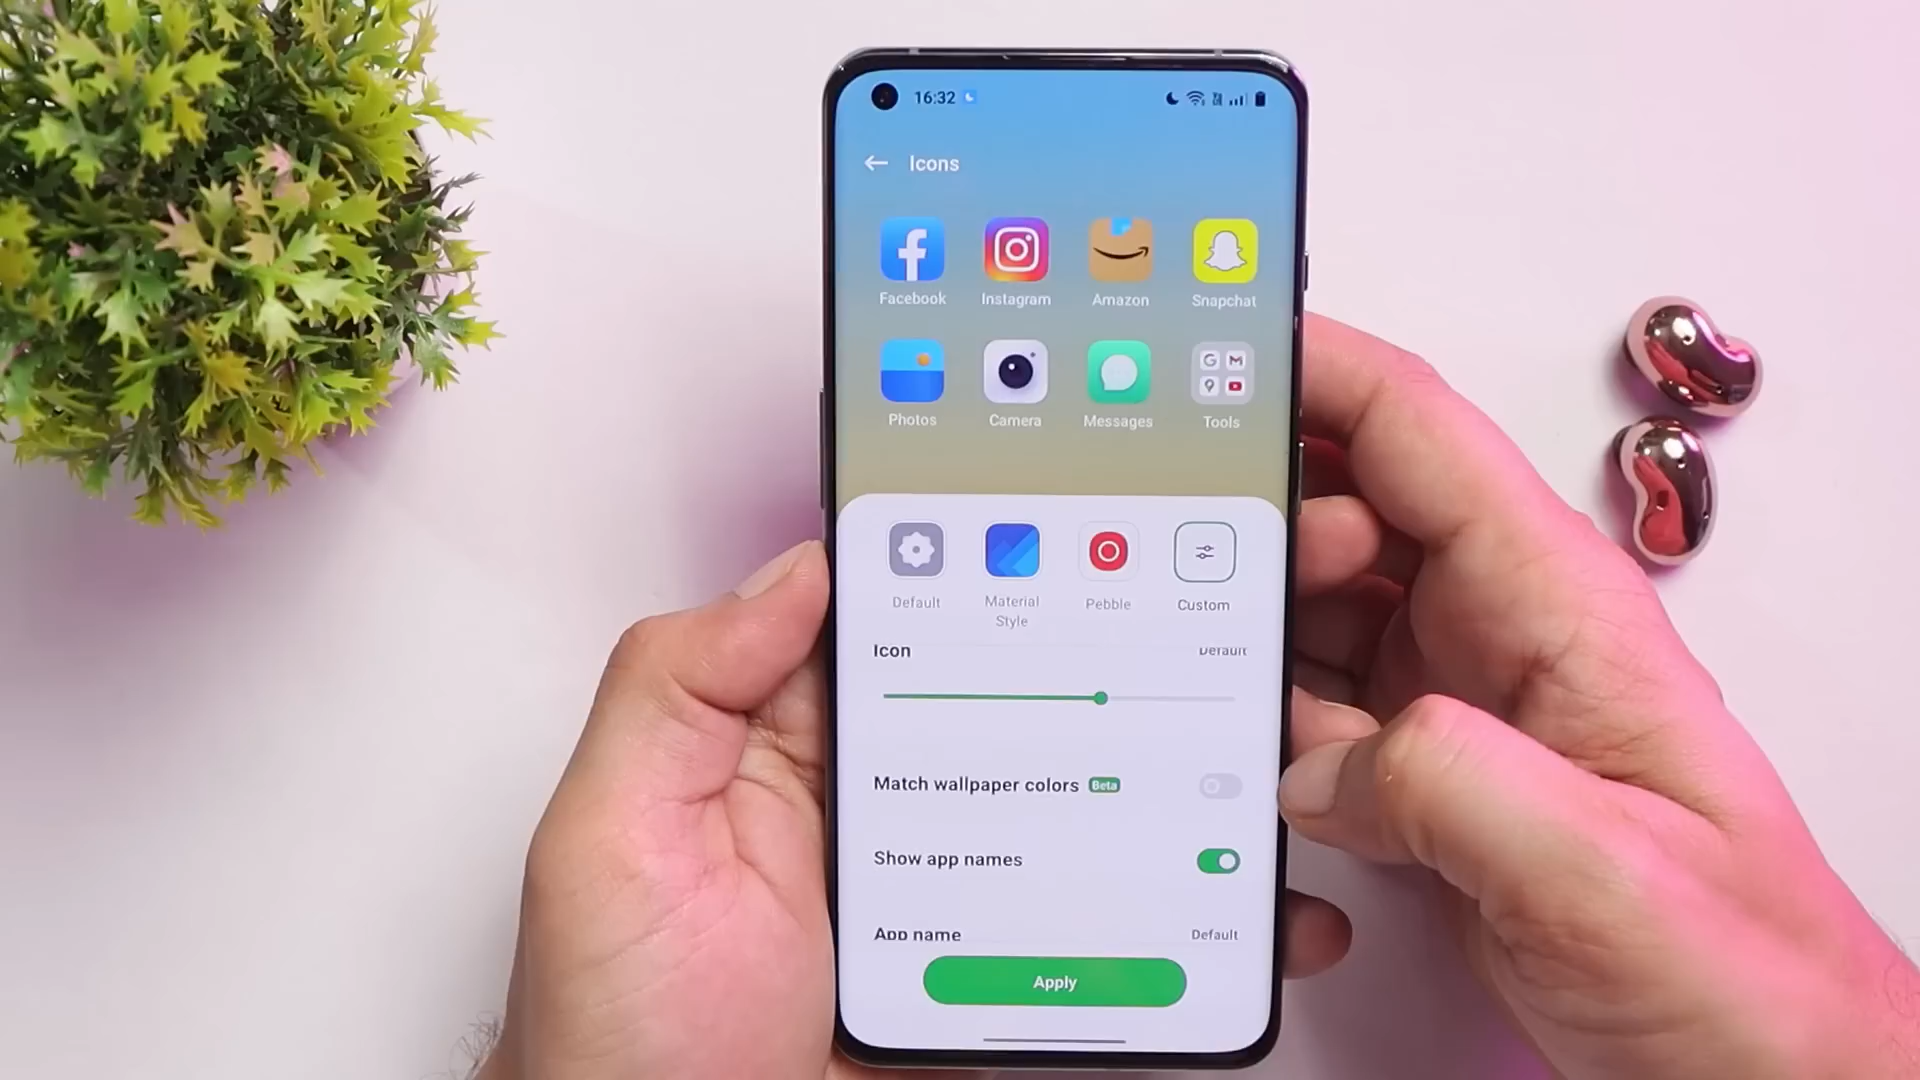 16:32
Icons
Facebook Instagram Amazon Snapchat
Photos Camera Messages Tools
Default Material Style Pebble Custom
Icon Default
Match wallpaper colors Beta
Show app names
App name Default
Apply